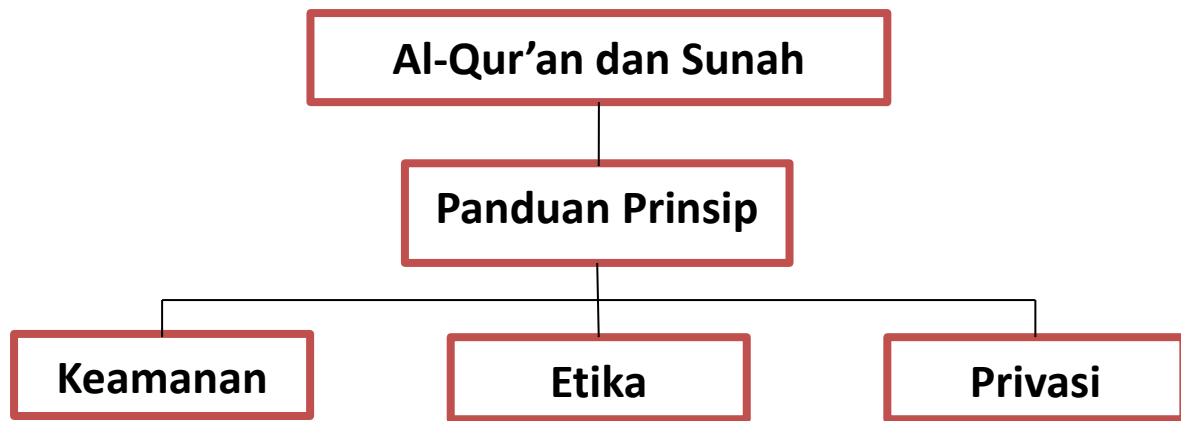 Al-Qur’an dan Sunah
Panduan Prinsip
Keamanan
Etika
Privasi